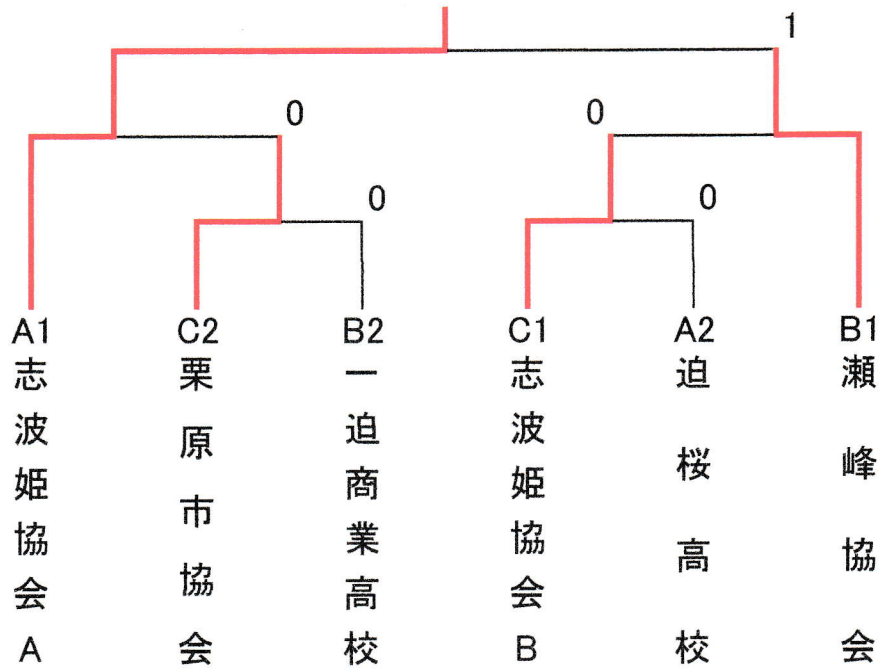 1
0
0
0
0
A1
志波姫協会A
C2
栗原市協会
B2
一迫商業高校
C1
志波姫協会B
A2
迫桜高校
B1
瀬峰協会